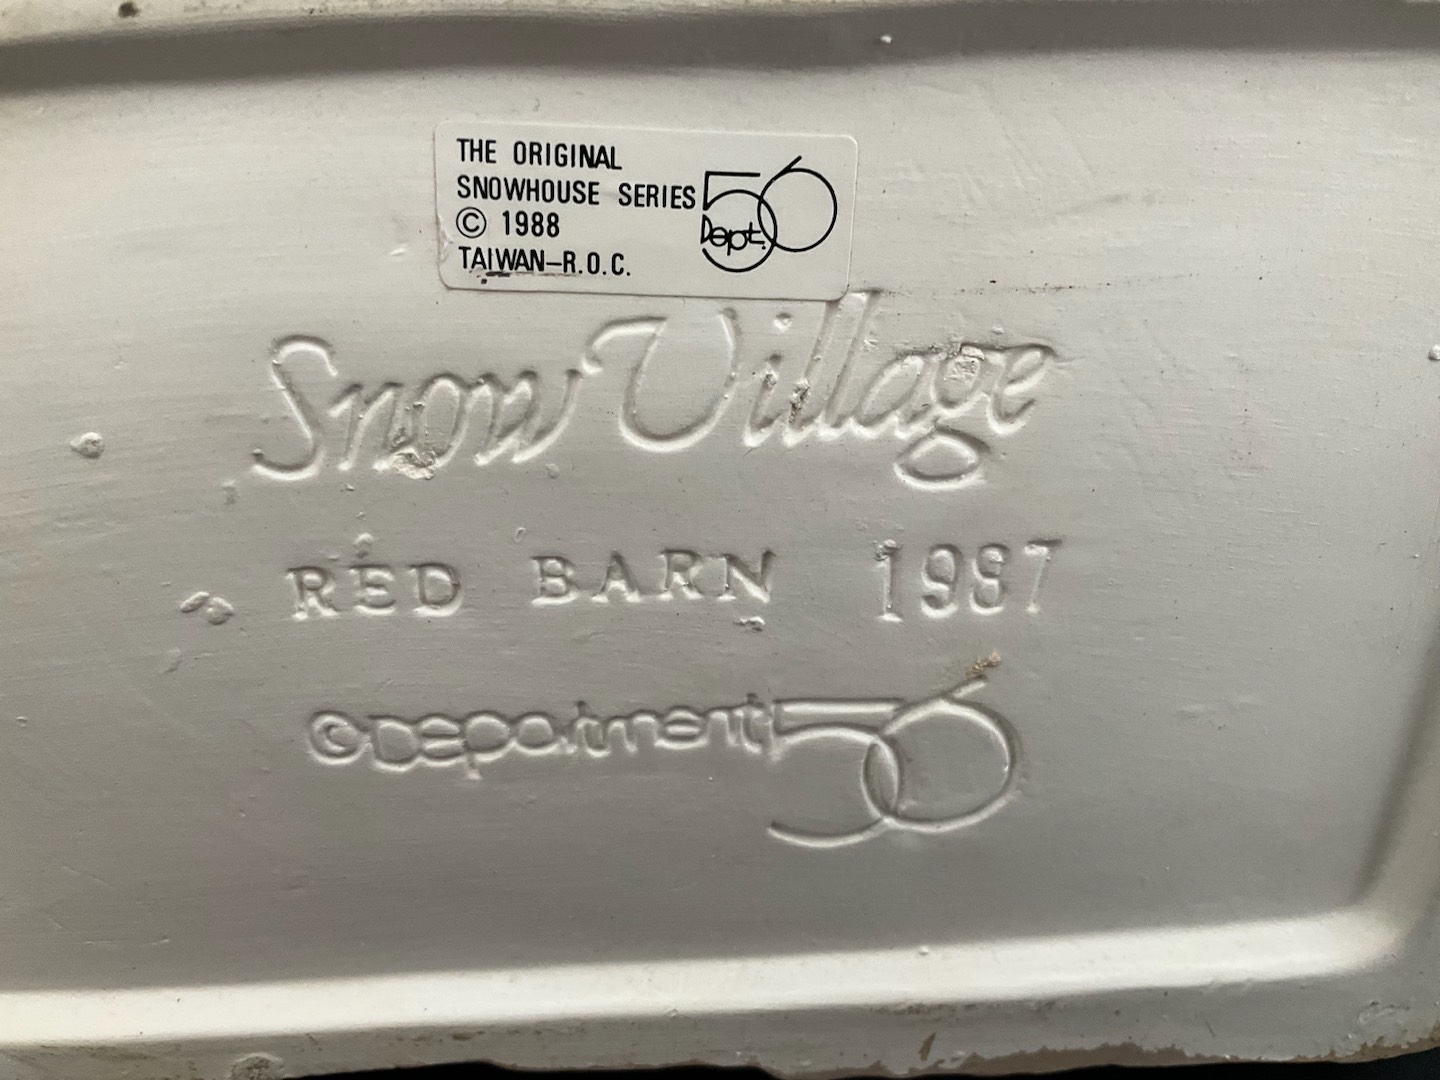 THE ORIGINAL
SNOWHOUSE SERIES
© 1988
TAIWAN–R.O.C.
Dept. 56
Snow Village
RED BARN 1987
©Department 56